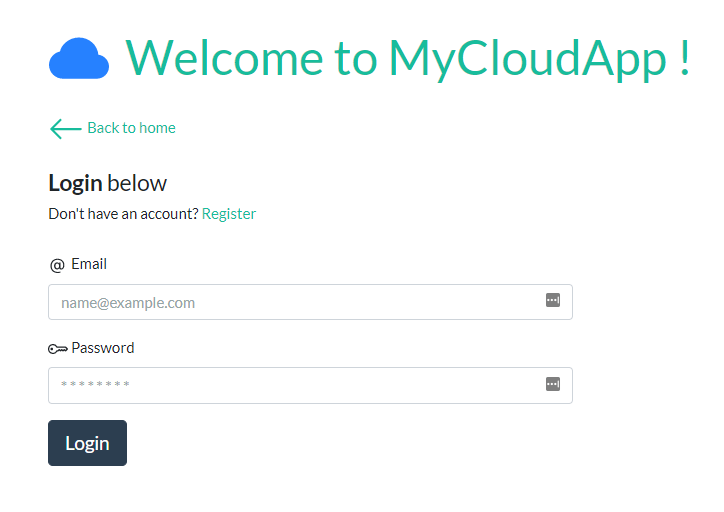 Welcome to MyCloudApp !
Back to home
Login below
Don't have an account? Register
@ Email
name@example.com
Password
********
Login